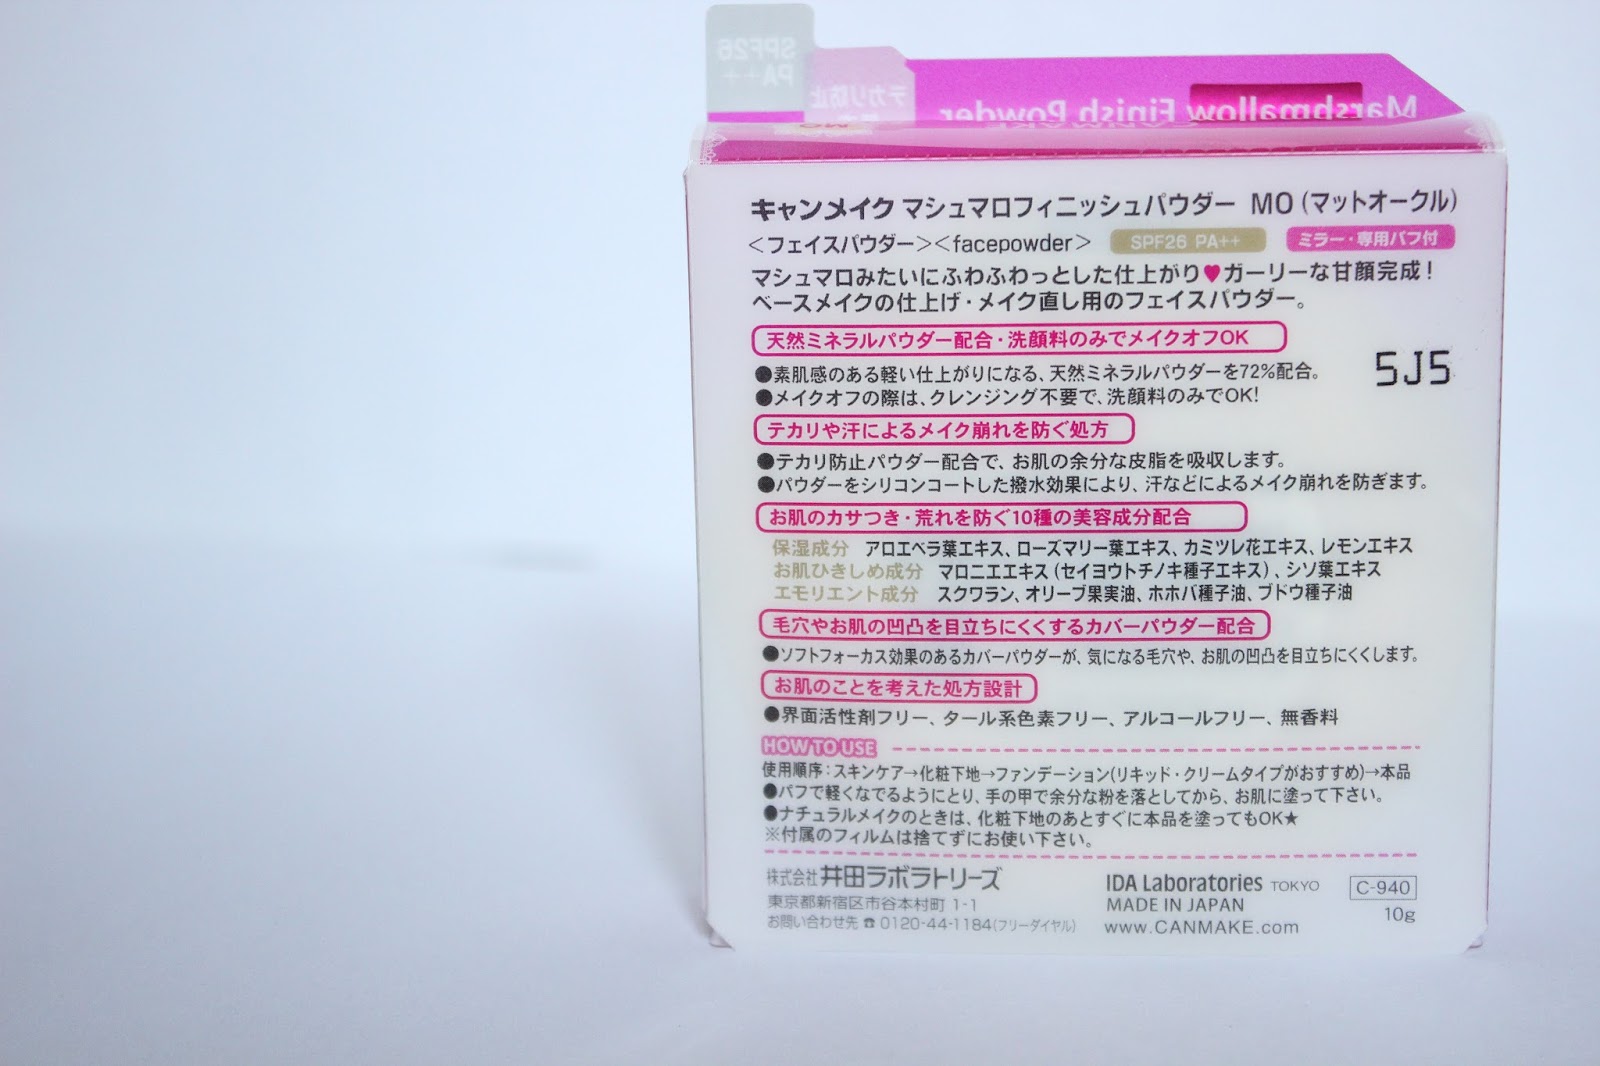 SPF26
PA++
テカリ防止
Marshmallow Finish Powder
CANMAKE
MO
キャンメイク マシュマロフィニッシュパウダー MO (マットオークル)
<フェイスパウダー><facepowder> SPF26 PA++ ミラー・専用パフ付
マシュマロみたいにふわふわっとした仕上がり♥ガーリーな甘顔完成!
ベースメイクの仕上げ・メイク直し用のフェイスパウダー。
天然ミネラルパウダー配合・洗顔料のみでメイクオフOK
●素肌感のある軽い仕上がりになる、天然ミネラルパウダーを72%配合。
5J5
●メイクオフの際は、クレンジング不要で、洗顔料のみでOK!
テカリや汗によるメイク崩れを防ぐ処方
●テカリ防止パウダー配合で、お肌の余分な皮脂を吸収します。
●パウダーをシリコンコートした撥水効果により、汗などによるメイク崩れを防ぎます。
お肌のカサつき・荒れを防ぐ10種の美容成分配合
保湿成分 アロエベラ葉エキス、ローズマリー葉エキス、カミツレ花エキス、レモンエキス
お肌ひきしめ成分 マロニエエキス(セイヨウトチノキ種子エキス)、シソ葉エキス
エモリエント成分 スクワラン、オリーブ果実油、ホホバ種子油、ブドウ種子油
毛穴やお肌の凹凸を目立ちにくくするカバーパウダー配合
●ソフトフォーカス効果のあるカバーパウダーが、気になる毛穴や、お肌の凹凸を目立ちにくくします。
お肌のことを考えた処方設計
●界面活性剤フリー、タール系色素フリー、アルコールフリー、無香料
HOW TO USE
使用順序:スキンケア→化粧下地→ファンデーション(リキッド・クリームタイプがおすすめ)→本品
●パフで軽くなでるようにとり、手の甲で余分な粉を落としてから、お肌に塗って下さい。
●ナチュラルメイクのときは、化粧下地のあとすぐに本品を塗ってもOK★
※付属のフィルムは捨てずにお使い下さい。
株式会社 井田ラボラトリーズ
東京都新宿区市谷本村町 1-1
お問い合わせ先 ☎ 0120-44-1184(フリーダイヤル)
IDA Laboratories TOKYO
MADE IN JAPAN
www.CANMAKE.com
C-940
10g